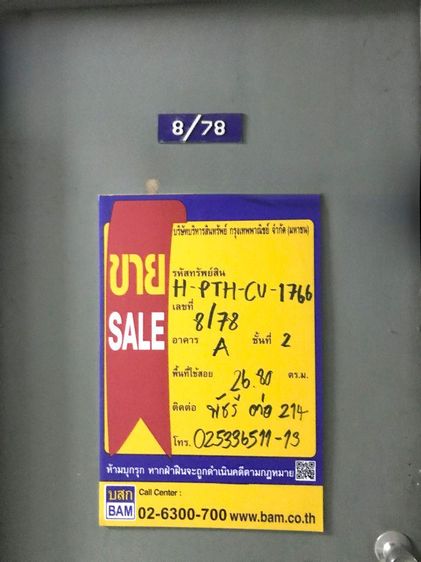 8/78
บริษัทบริหารสินทรัพย์ กรุงเทพพาณิชย์ จำกัด (มหาชน)
ขาย
SALE
รหัสทรัพย์สิน
H-PTH-CU-1766
เลขที่ 8/78
อาคาร A ชั้นที่ 2
พื้นที่ใช้สอย 26.80 ตร.ม.
ติดต่อ พัชรี ต่อ 214
โทร. 025336511-13
ห้ามบุกรุก หากฝ่าฝืนจะถูกดำเนินคดีตามกฎหมาย
บสก
BAM
Call Center :
02-6300-700 www.bam.co.th